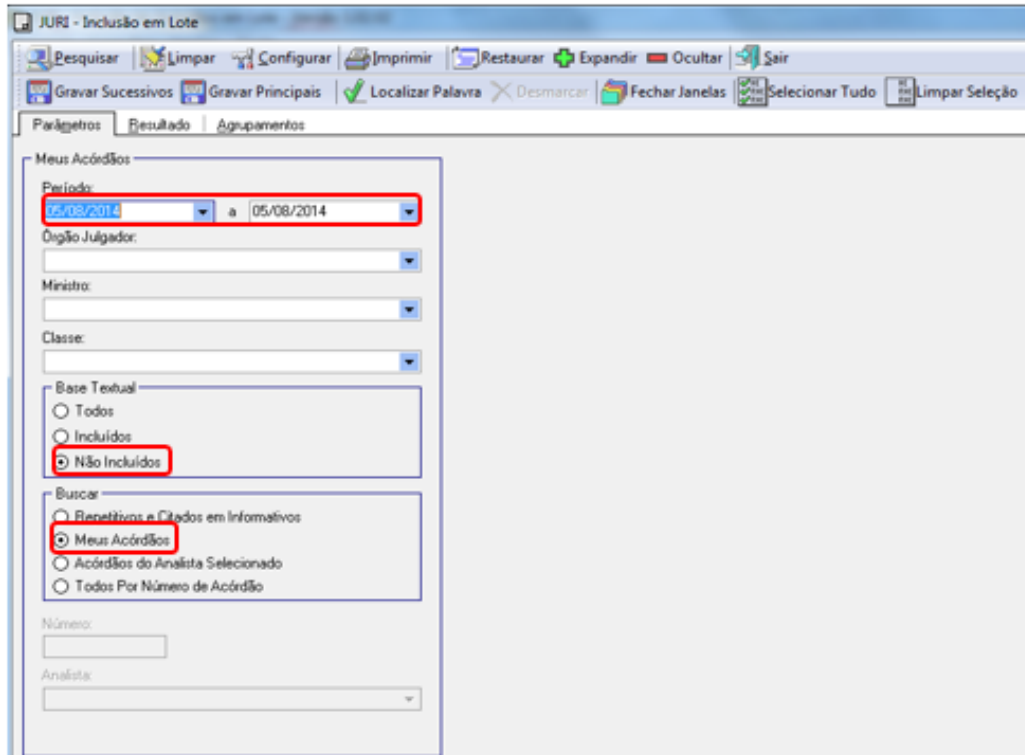 JURI - Inclusão em Lote
Pesquisar Limpar Configurar Imprimir Restaurar Expandir Ocultar Sair
Gravar Sucessivos Gravar Principais Localizar Palavra Desmarcar Fechar Janelas Selecionar Tudo Limpar Seleção
Parâmetros Resultado Agrupamentos
Meus Acórdãos
Período:
05/08/2014 a 05/08/2014
Órgão Julgador:
Ministro:
Classe:
Base Textual
Todos
Incluídos
Não Incluídos
Buscar
Repetitivos e Citados em Informativos
Meus Acórdãos
Acórdãos do Analista Selecionado
Todos Por Número de Acórdão
Número:
Analista: